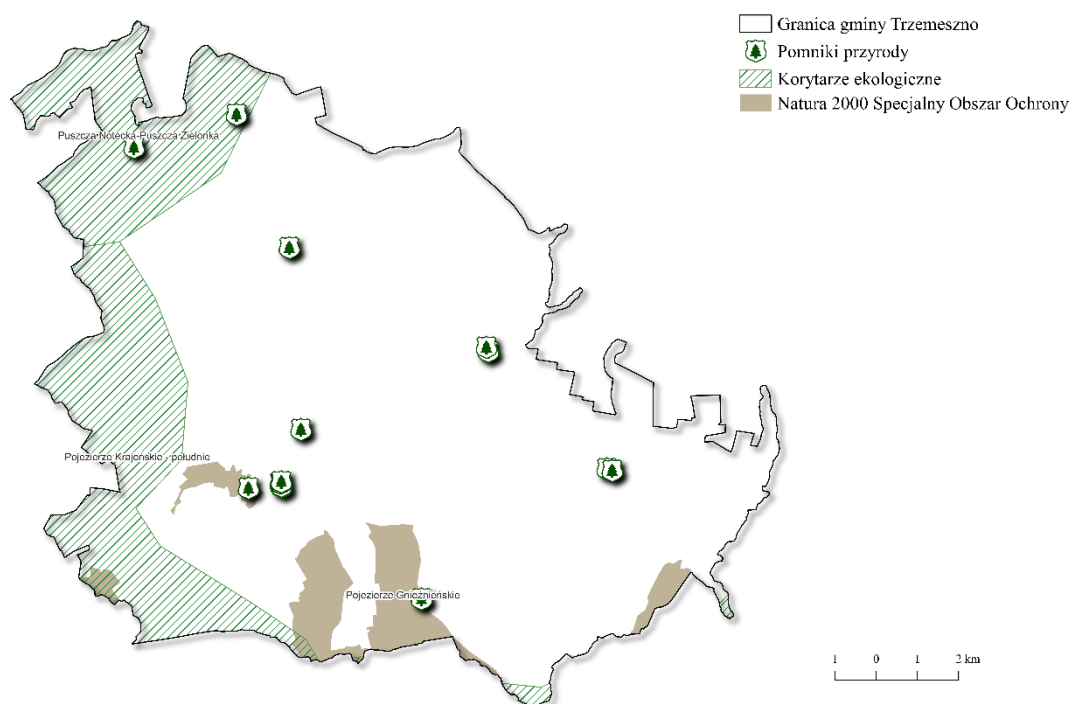 Granica gminy Trzemeszno
Pomniki przyrody
Korytarze ekologiczne
Natura 2000 Specjalny Obszar Ochrony
Puszcza Notecka-Puszcza Zielonka
Pojezierze Krajeńskie - południe
Pojezierze Gnieźnieńskie
1 0 1 2 km